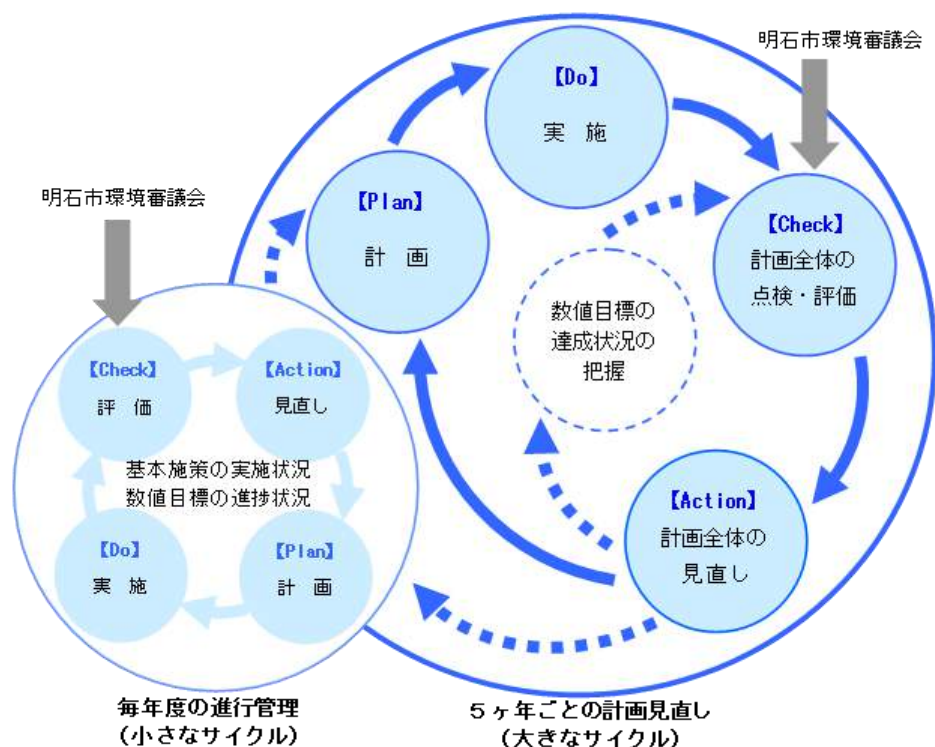 明石市環境審議会
【Do】
実　施
【Plan】
計　画
【Check】
計画全体の
点検・評価
数値目標の
達成状況の
把握
【Action】
計画全体の
見直し
明石市環境審議会
【Check】
評　価
【Action】
見直し
基本施策の実施状況
数値目標の進捗状況
【Do】
実　施
【Plan】
計　画
毎年度の進行管理
（小さなサイクル）
５ヶ年ごとの計画見直し
（大きなサイクル）